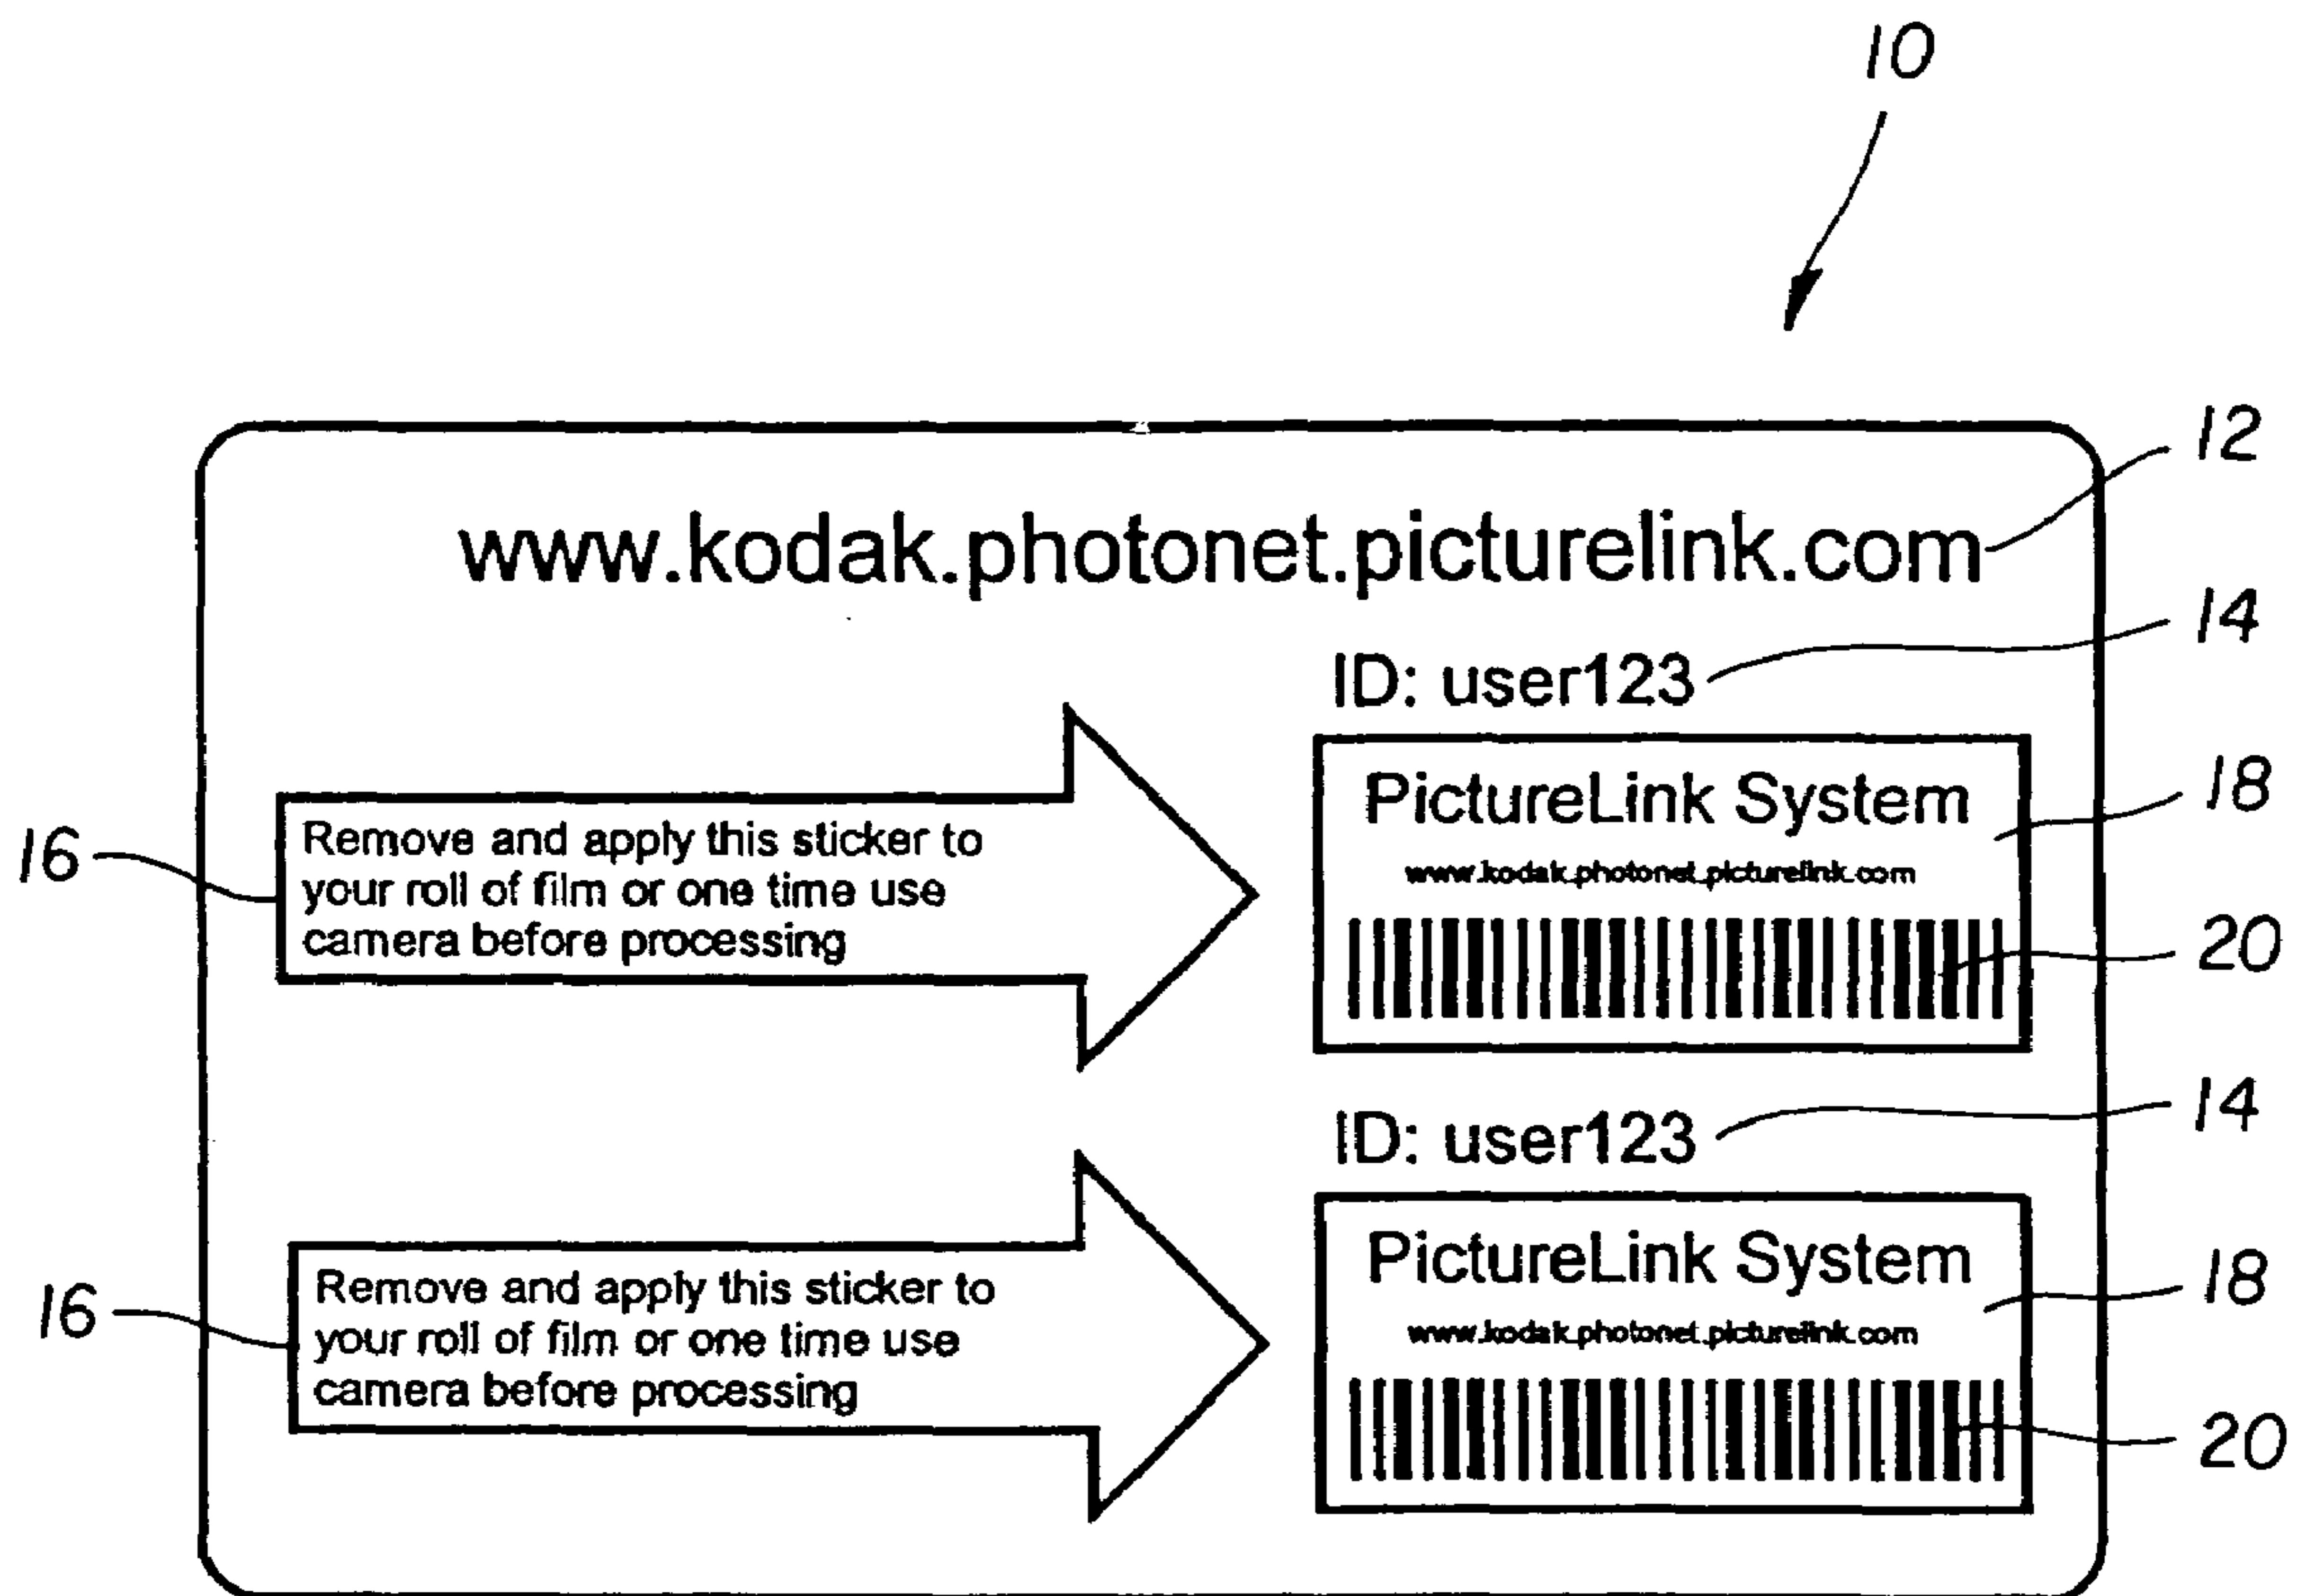 10
12
www.kodak.photonet.picturelink.com
14
ID: user123
18
PictureLink System
16
Remove and apply this sticker to
your roll of film or one time use
camera before processing
www.kodak.photonet.picturelink.com
20
14
ID: user123
18
PictureLink System
16
Remove and apply this sticker to
your roll of film or one time use
camera before processing
www.kodak.photonet.picturelink.com
20